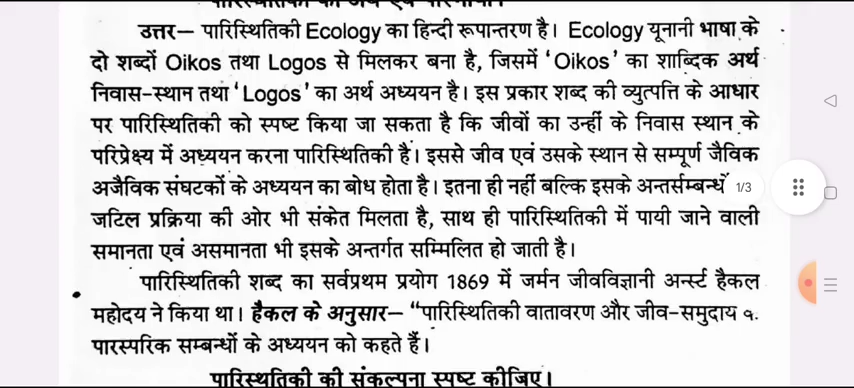 उत्तर— पारिस्थितिकी Ecology का हिन्दी रूपान्तरण है। Ecology यूनानी भाषा के
दो शब्दों Oikos तथा Logos से मिलकर बना है, जिसमें 'Oikos' का शाब्दिक अर्थ
निवास-स्थान तथा 'Logos' का अर्थ अध्ययन है। इस प्रकार शब्द की व्युत्पत्ति के आधार
पर पारिस्थितिकी को स्पष्ट किया जा सकता है कि जीवों का उन्हीं के निवास स्थान के
परिप्रेक्ष्य में अध्ययन करना पारिस्थितिकी है। इससे जीव एवं उसके स्थान से सम्पूर्ण जैविक
अजैविक संघटकों के अध्ययन का बोध होता है। इतना ही नहीं बल्कि इसके अन्तर्सम्बन्धों 1/3
जटिल प्रक्रिया की ओर भी संकेत मिलता है, साथ ही पारिस्थितिकी में पायी जाने वाली
समानता एवं असमानता भी इसके अन्तर्गत सम्मिलित हो जाती है।
पारिस्थितिकी शब्द का सर्वप्रथम प्रयोग 1869 में जर्मन जीवविज्ञानी अर्न्स्ट हैकल
महोदय ने किया था। हैकल के अनुसार— "पारिस्थितिकी वातावरण और जीव-समुदाय
पारस्परिक सम्बन्धों के अध्ययन को कहते हैं।
पारिस्थितिकी की संकल्पना स्पष्ट कीजिए।